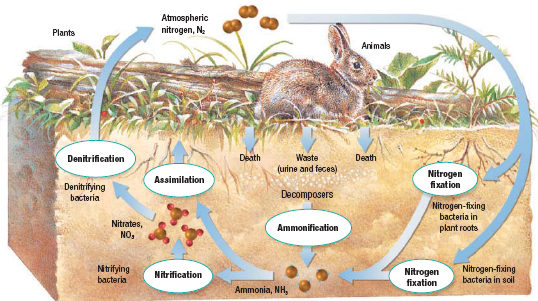 Atmospheric
nitrogen, N₂
Plants
Animals
Denitrification
Denitrifying
bacteria
Assimilation
Death
Waste
(urine and feces)
Death
Decomposers
Nitrogen
fixation
Nitrogen-fixing
bacteria in
plant roots
Nitrates,
NO₃
Ammonification
Nitrifying
bacteria
Nitrification
Ammonia, NH₃
Nitrogen
fixation
Nitrogen-fixing
bacteria in soil